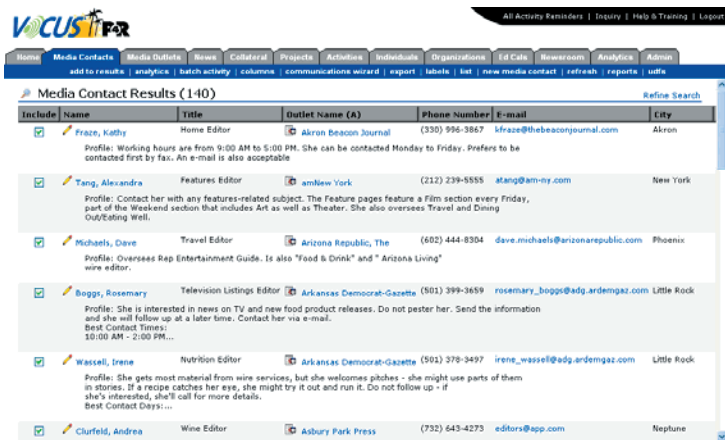 VOCUS for PR
All Activity Reminders | Inquiry | Help & Training | Logout
Home Media Contacts Media Outlets News Collateral Projects Activities Individuals Organizations Ed Cals Newsroom Analytics Admin
add to results | analytics | batch activity | columns | communications wizard | export | labels | list | new media contact | refresh | reports | udfs
Media Contact Results (140)
Refine Search
Include Name Title Outlet Name (A) Phone Number E-mail City
Fraze, Kathy Home Editor Akron Beacon Journal (330) 996-3867 kfraze@thebeaconjournal.com Akron
Profile: Working hours are from 9:00 AM to 5:00 PM. She can be contacted Monday to Friday. Prefers to be
contacted first by fax. An e-mail is also acceptable
Tang, Alexandra Features Editor amNew York (212) 239-5555 atang@am-ny.com New York
Profile: Contact her with any features-related subject. The Feature pages feature a Film section every Friday,
part of the Weekend section that includes Art as well as Theater. She also oversees Travel and Dining
Out/Eating Well.
Michaels, Dave Travel Editor Arizona Republic, The (602) 444-8304 dave.michaels@arizonarepublic.com Phoenix
Profile: Oversees Rep Entertainment Guide. Is also "Food & Drink" and " Arizona Living"
wire editor.
Boggs, Rosemary Television Listings Editor Arkansas Democrat-Gazette (501) 399-3659 rosemary_boggs@adg.ardemgaz.com Little Rock
Profile: She is interested in news on TV and new food product releases. Do not pester her. Send the information
and she will follow up at a later time. Contact her via e-mail.
Best Contact Times:
10:00 AM - 2:00 PM...
Wassell, Irene Nutrition Editor Arkansas Democrat-Gazette (501) 378-3497 irene_wassell@adg.ardemgaz.com Little Rock
Profile: She gets most material from wire services, but she welcomes pitches - she might use parts of them
in stories. If a recipe catches her eye, she might try it out and run it. Do not follow up - if
she's interested, she'll call for more details.
Best Contact Days:...
Clurfeld, Andrea Wine Editor Asbury Park Press (732) 643-4273 editors@app.com Neptune